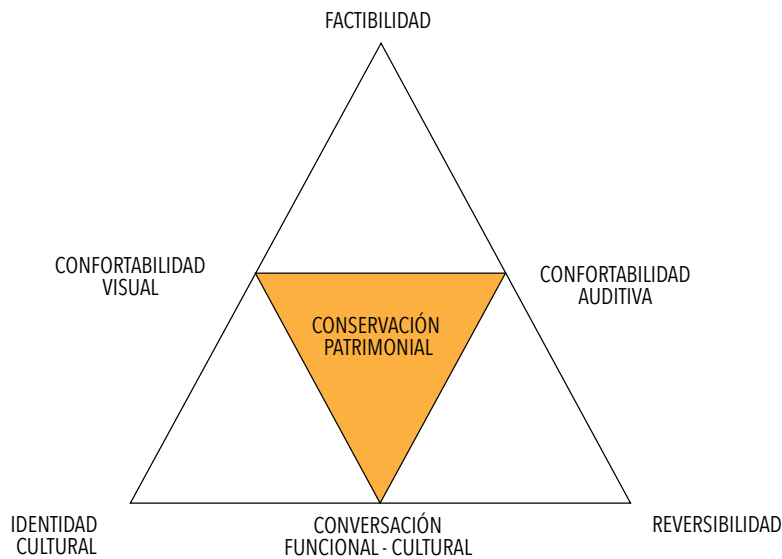 FACTIBILIDAD
CONFORTABILIDAD
VISUAL
CONFORTABILIDAD
AUDITIVA
CONSERVACIÓN
PATRIMONIAL
IDENTIDAD
CULTURAL
CONVERSACIÓN
FUNCIONAL - CULTURAL
REVERSIBILIDAD